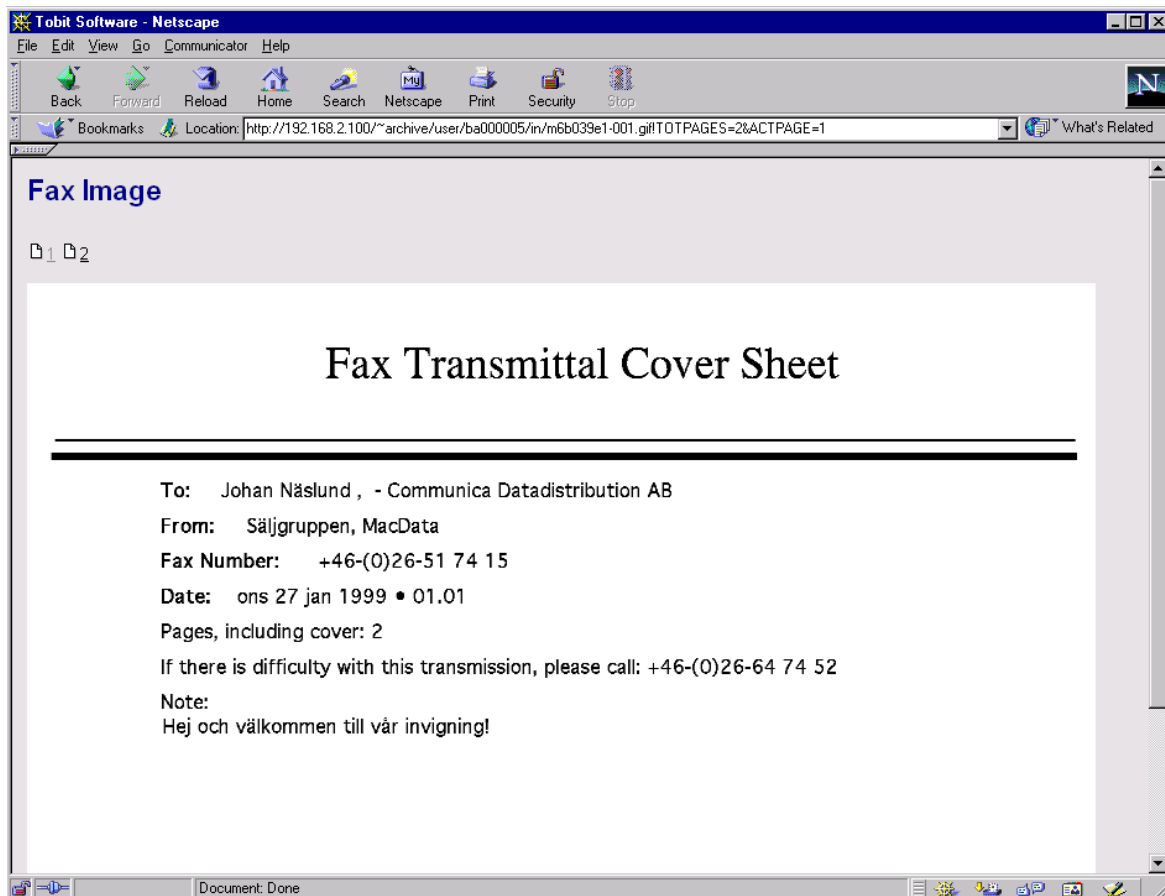 Tobit Software - Netscape
File Edit View Go Communicator Help
My
N
Back Forward Reload Home Search Netscape Print Security Stop
Bookmarks Location: http://192.168.2.100/~archive/user/ba000005/in/m6b039e1-001.gif!TOTPAGES=2&ACTPAGE=1 What's Related
Fax Image
1 2
Fax Transmittal Cover Sheet
To: Johan Näslund , - Communica Datadistribution AB
From: Säljgruppen, MacData
Fax Number: +46-(0)26-51 74 15
Date: ons 27 jan 1999 • 01.01
Pages, including cover: 2
If there is difficulty with this transmission, please call: +46-(0)26-64 74 52
Note:
Hej och välkommen till vår invigning!
Document: Done